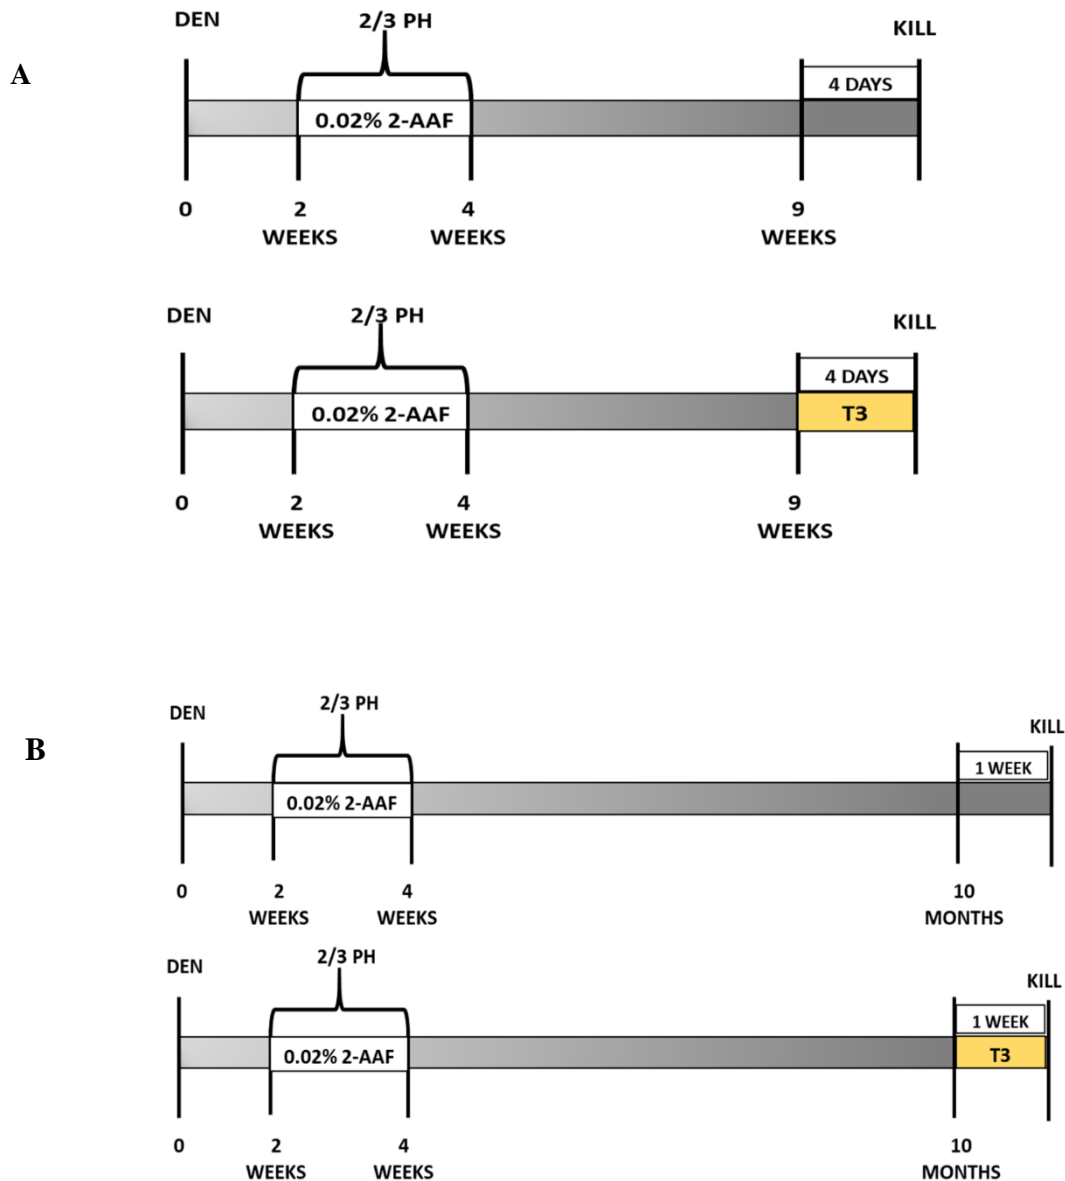 A
DEN
2/3 PH
KILL
4 DAYS
0.02% 2-AAF
0
2
WEEKS
4
WEEKS
9
WEEKS
DEN
2/3 PH
KILL
4 DAYS
0.02% 2-AAF
T3
0
2
WEEKS
4
WEEKS
9
WEEKS
B
DEN
2/3 PH
KILL
1 WEEK
0.02% 2-AAF
0
2
WEEKS
4
WEEKS
10
MONTHS
DEN
2/3 PH
KILL
1 WEEK
0.02% 2-AAF
T3
0
2
WEEKS
4
WEEKS
10
MONTHS